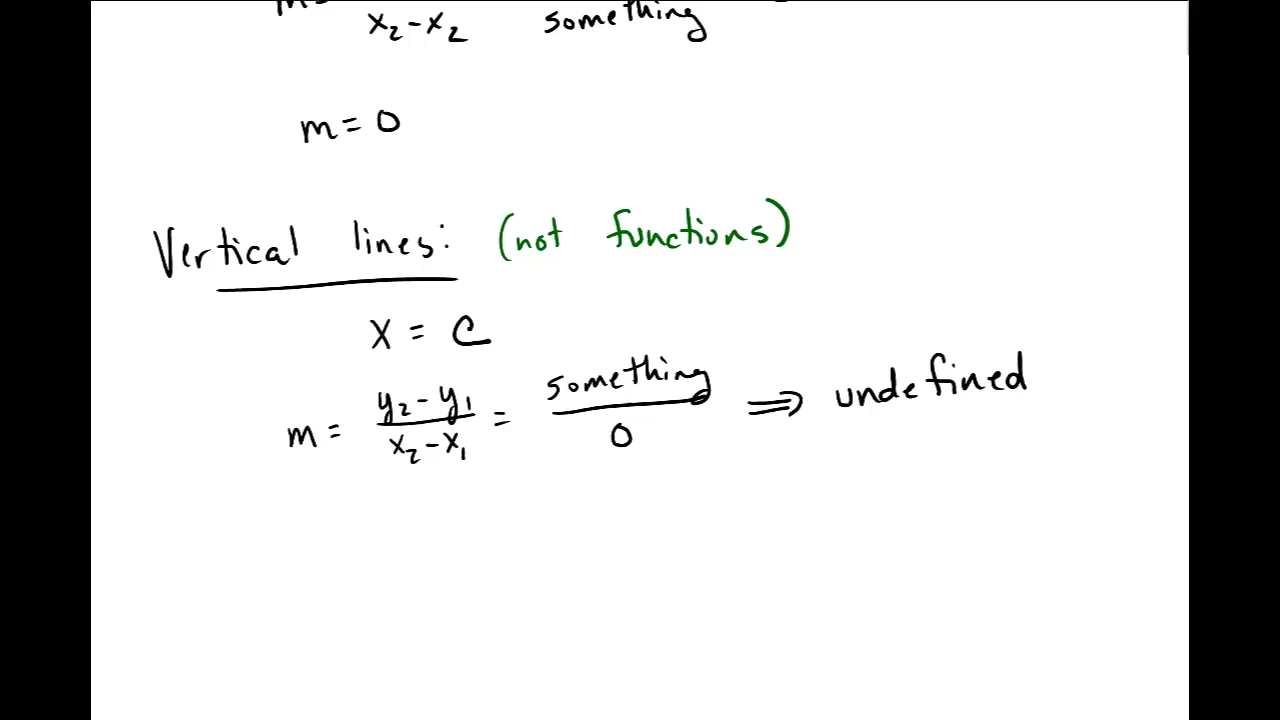 x₂-x₂ something
m = 0
Vertical lines: (not functions)
x = c
m = y₂-y₁/x₂-x₁ = something/0 ⟹ undefined